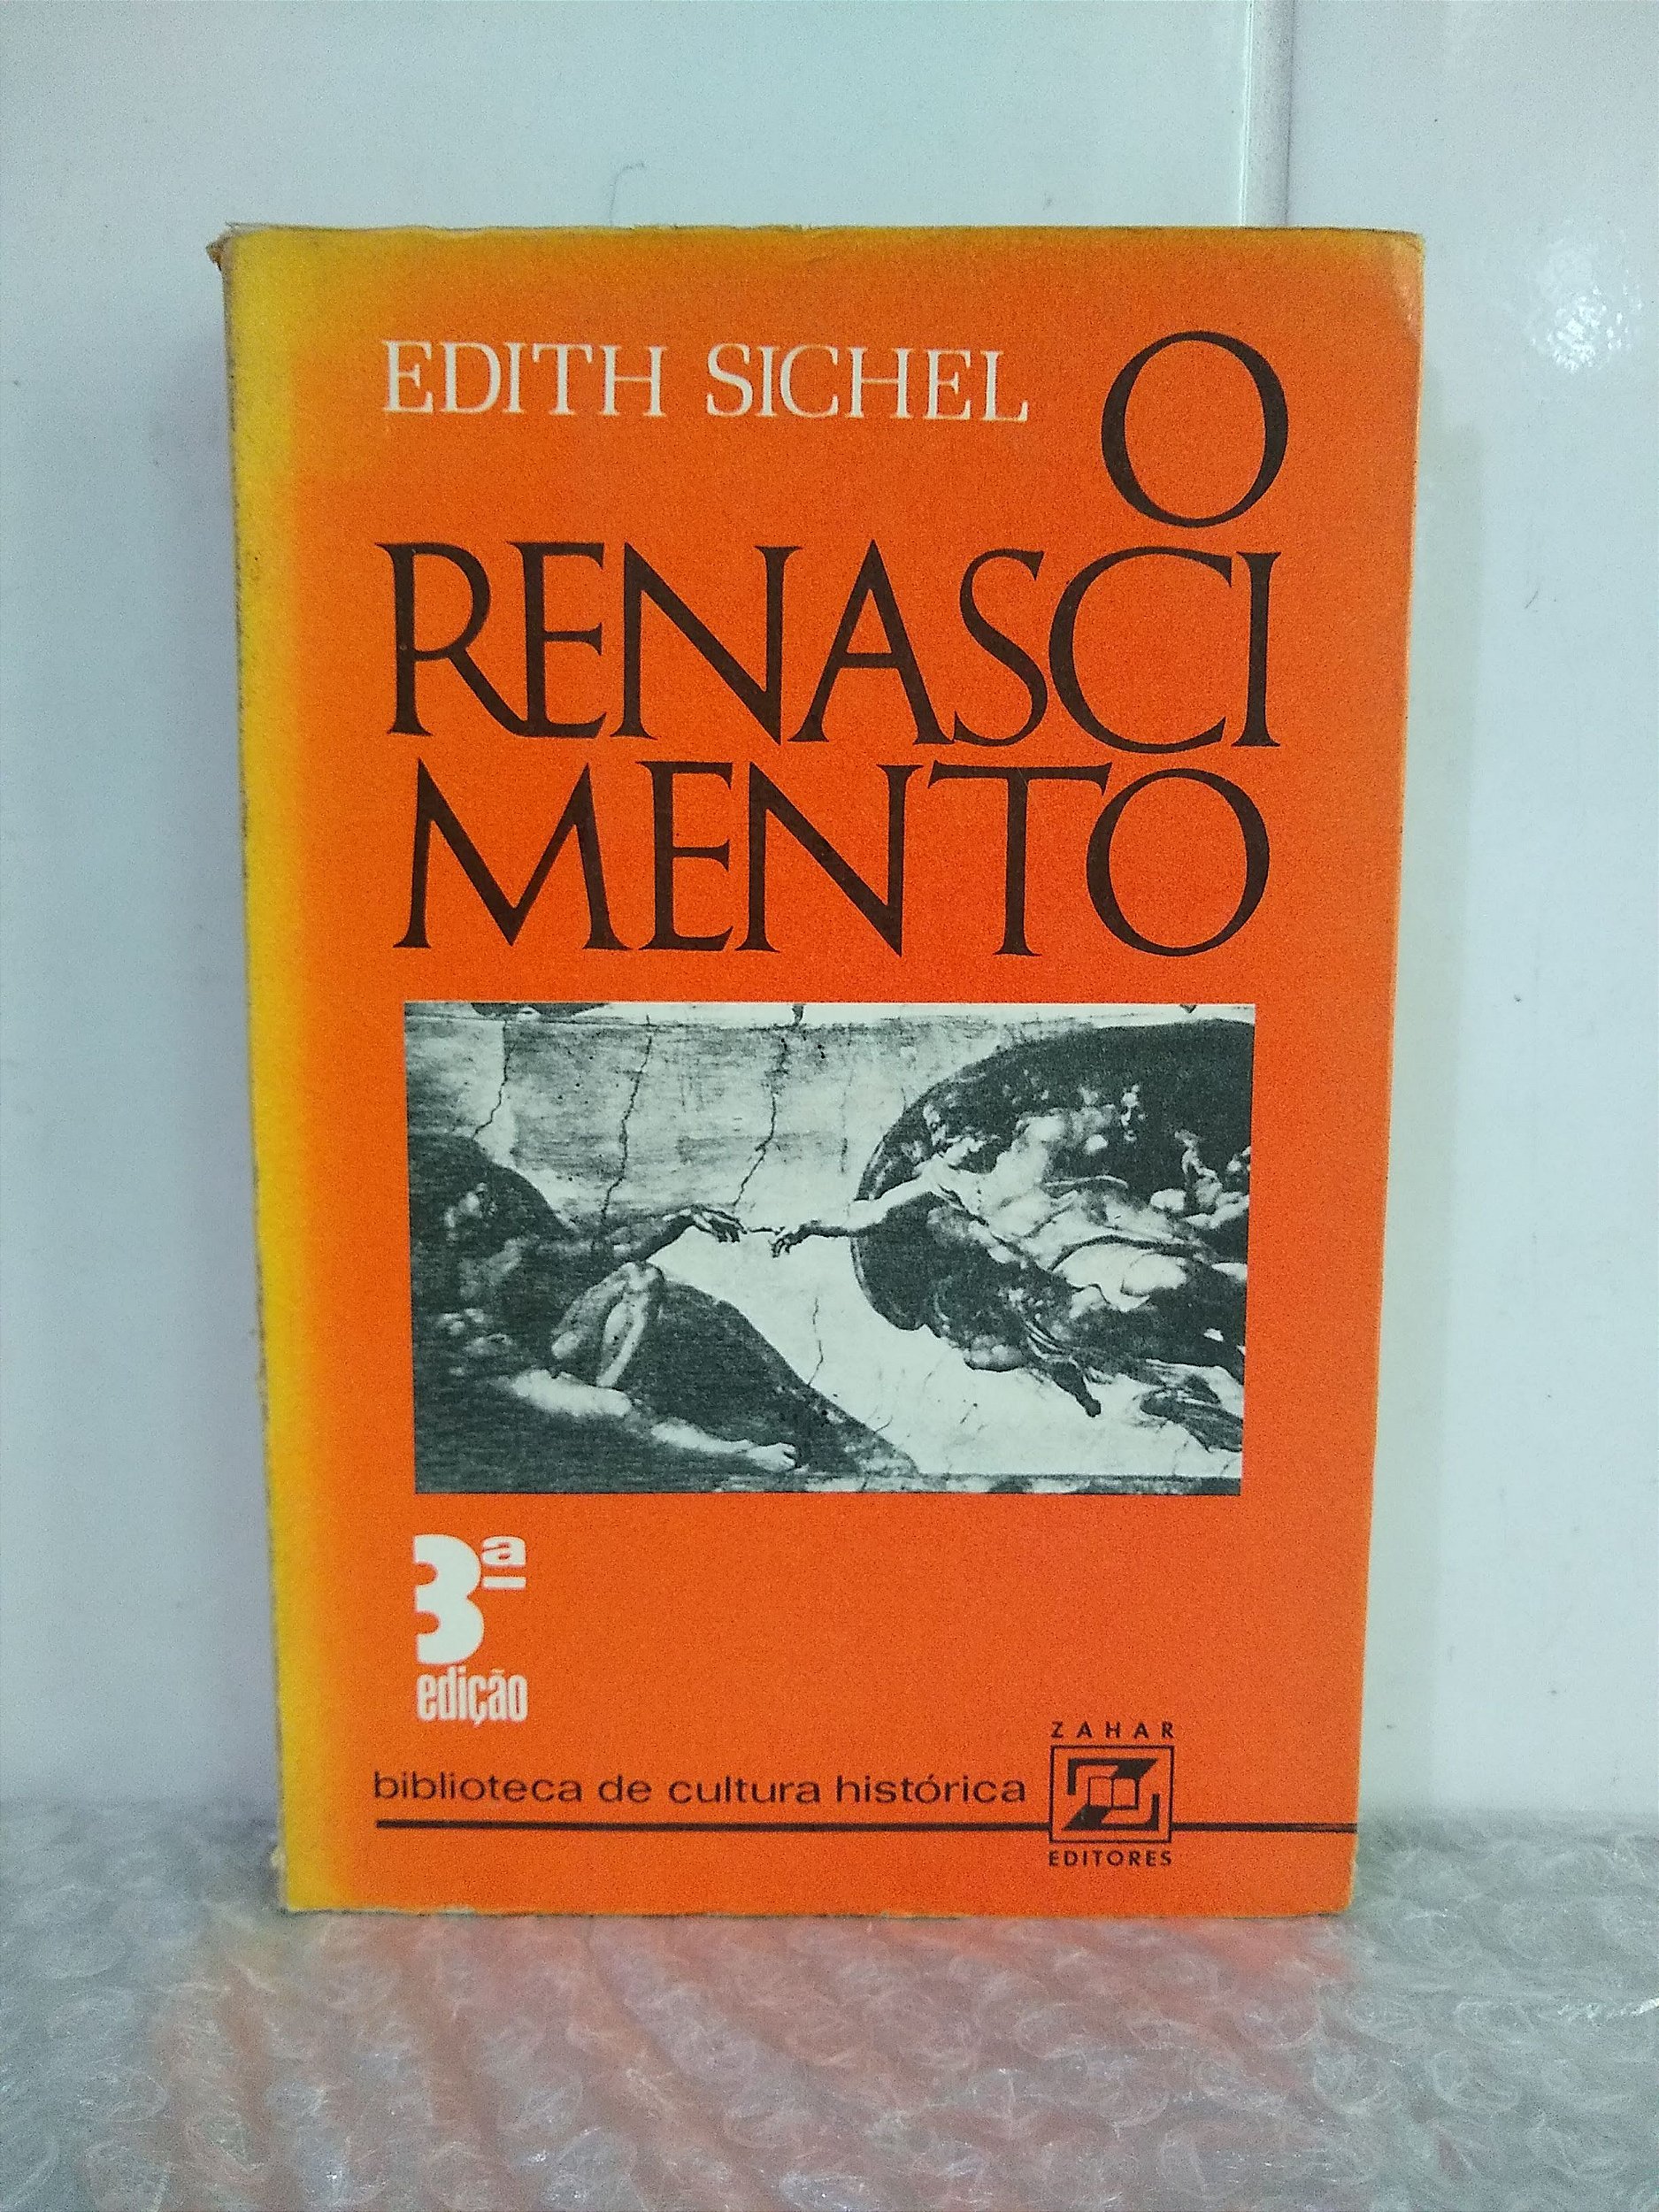 EDITH SICHEL
O
RENASCI
MENTO
3ª
edição
biblioteca de cultura histórica
ZAHAR
EDITORES